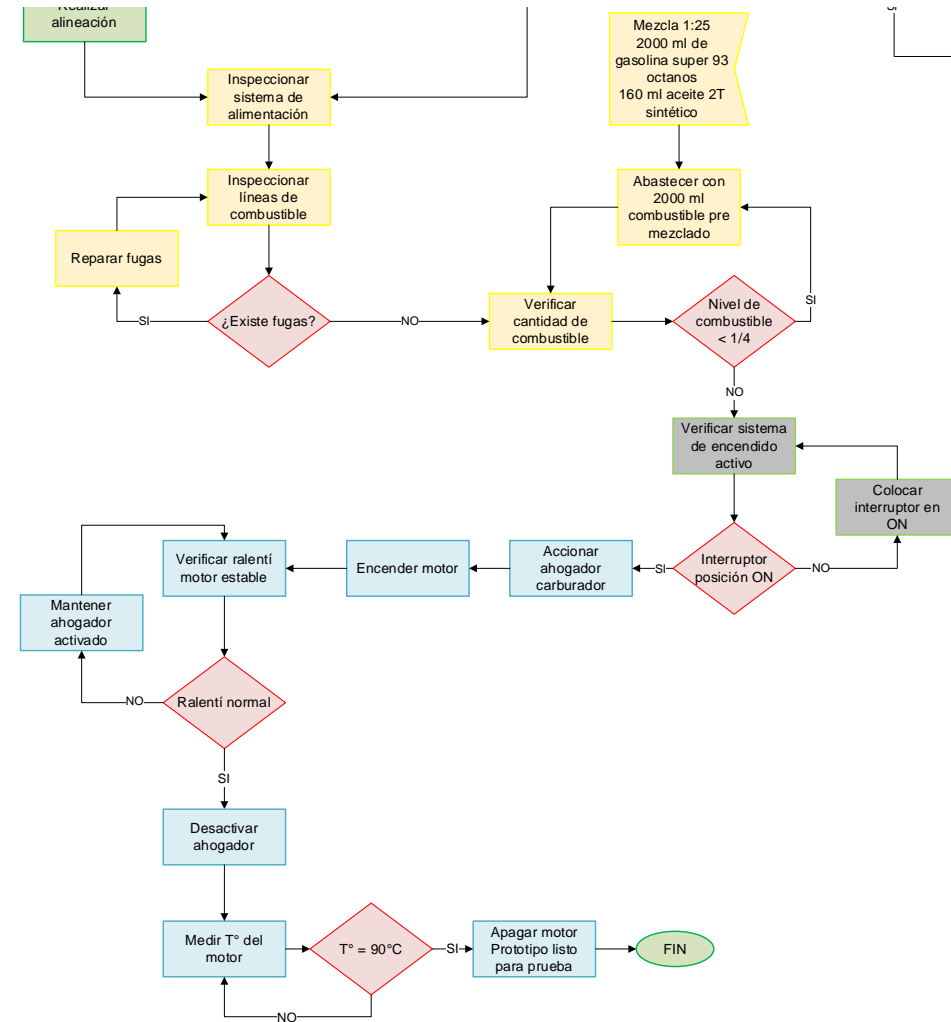 Realizar
alineación
SI
Mezcla 1:25
2000 ml de
gasolina super 93
octanos
160 ml aceite 2T
sintético
Inspeccionar
sistema de
alimentación
Inspeccionar
líneas de
combustible
Abastecer con
2000 ml
combustible pre
mezclado
Reparar fugas
SI
¿Existe fugas?
NO
Verificar
cantidad de
combustible
Nivel de
combustible
< 1/4
SI
NO
Verificar sistema
de encendido
activo
Colocar
interruptor en
ON
Interruptor
posición ON
NO
SI
Accionar
ahogador
carburador
Encender motor
Verificar ralentí
motor estable
Mantener
ahogador
activado
NO
Ralentí normal
SI
Desactivar
ahogador
Medir T° del
motor
T° = 90°C
SI
Apagar motor
Prototipo listo
para prueba
FIN
NO